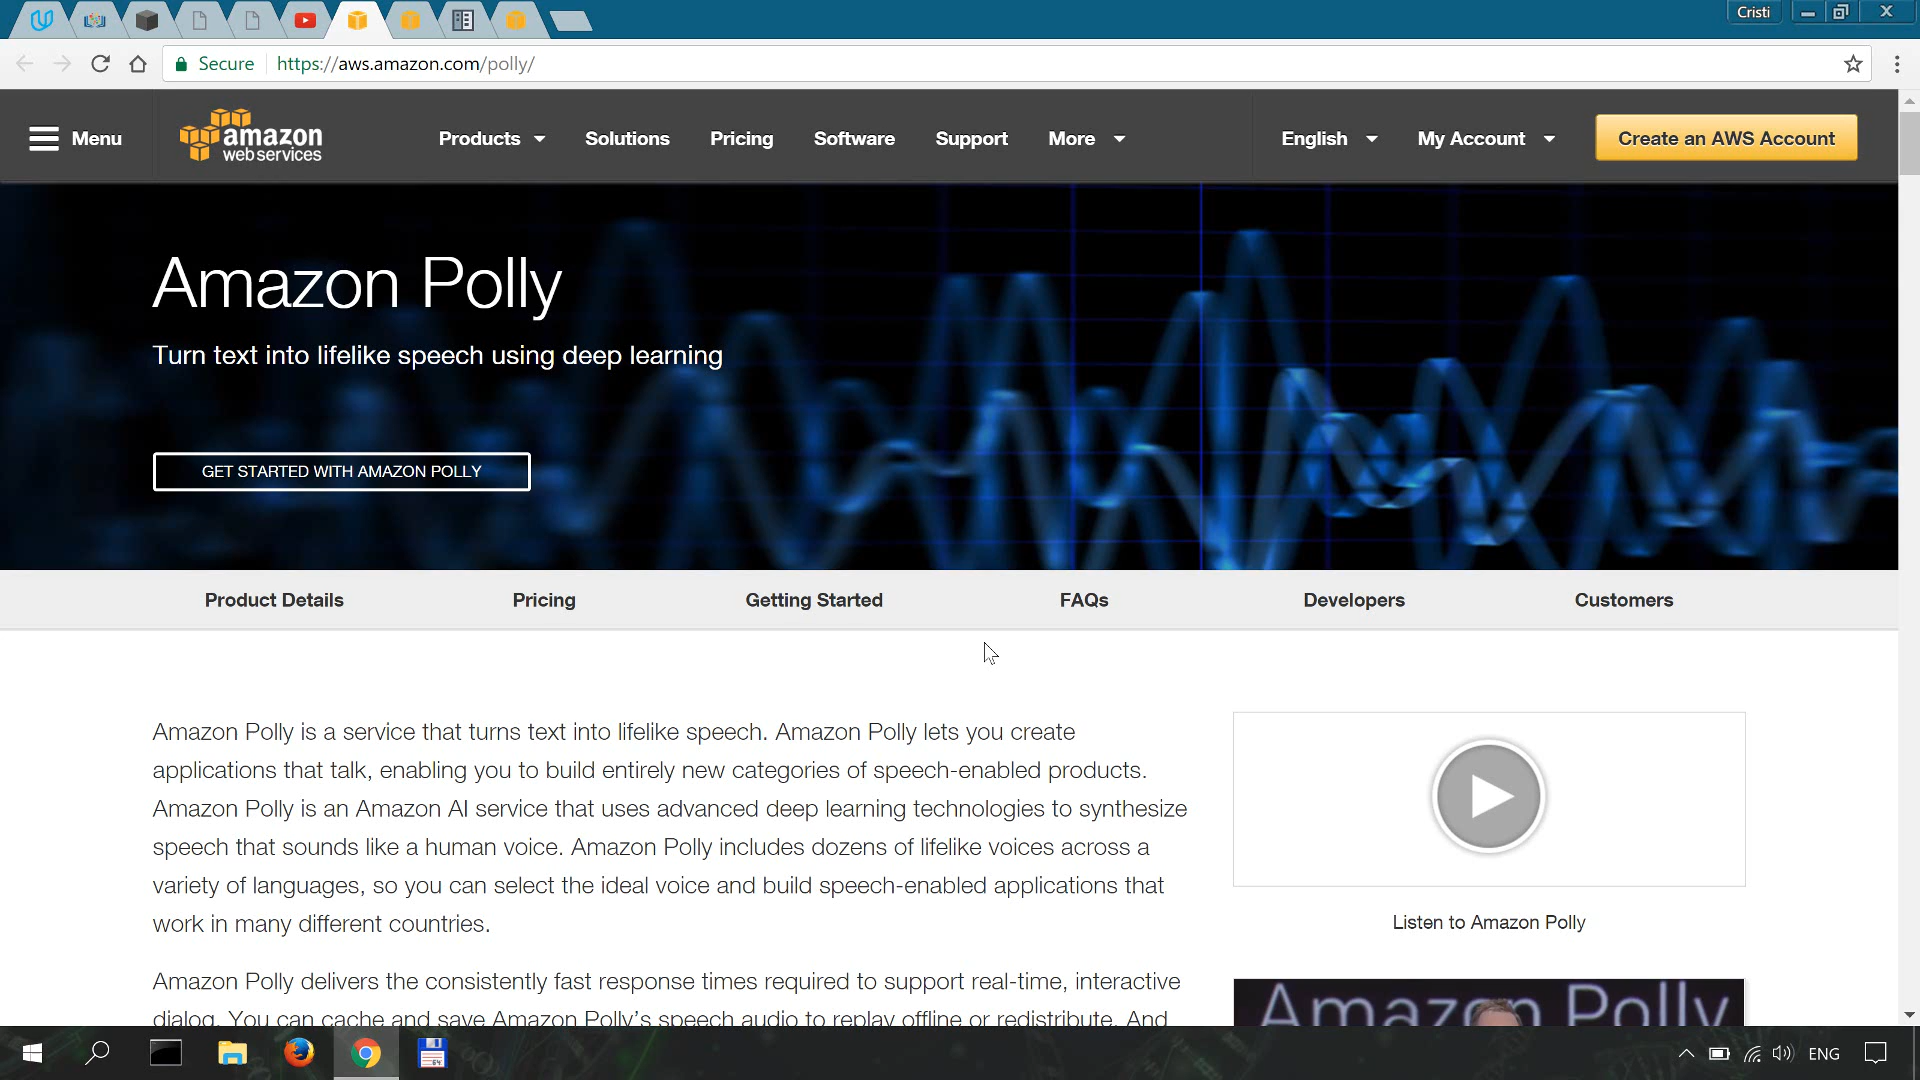 Cristi
Secure https://aws.amazon.com/polly/
Menu
amazon
webservices
Products
Solutions
Pricing
Software
Support
More
English
My Account
Create an AWS Account
Amazon Polly
Turn text into lifelike speech using deep learning
GET STARTED WITH AMAZON POLLY
Product Details
Pricing
Getting Started
FAQs
Developers
Customers
Amazon Polly is a service that turns text into lifelike speech. Amazon Polly lets you create
applications that talk, enabling you to build entirely new categories of speech-enabled products.
Amazon Polly is an Amazon AI service that uses advanced deep learning technologies to synthesize
speech that sounds like a human voice. Amazon Polly includes dozens of lifelike voices across a
variety of languages, so you can select the ideal voice and build speech-enabled applications that
work in many different countries.
Amazon Polly delivers the consistently fast response times required to support real-time, interactive
dialog. You can cache and save Amazon Polly’s speech audio to replay offline or redistribute. And
Listen to Amazon Polly
Amazon Polly
64
ENG